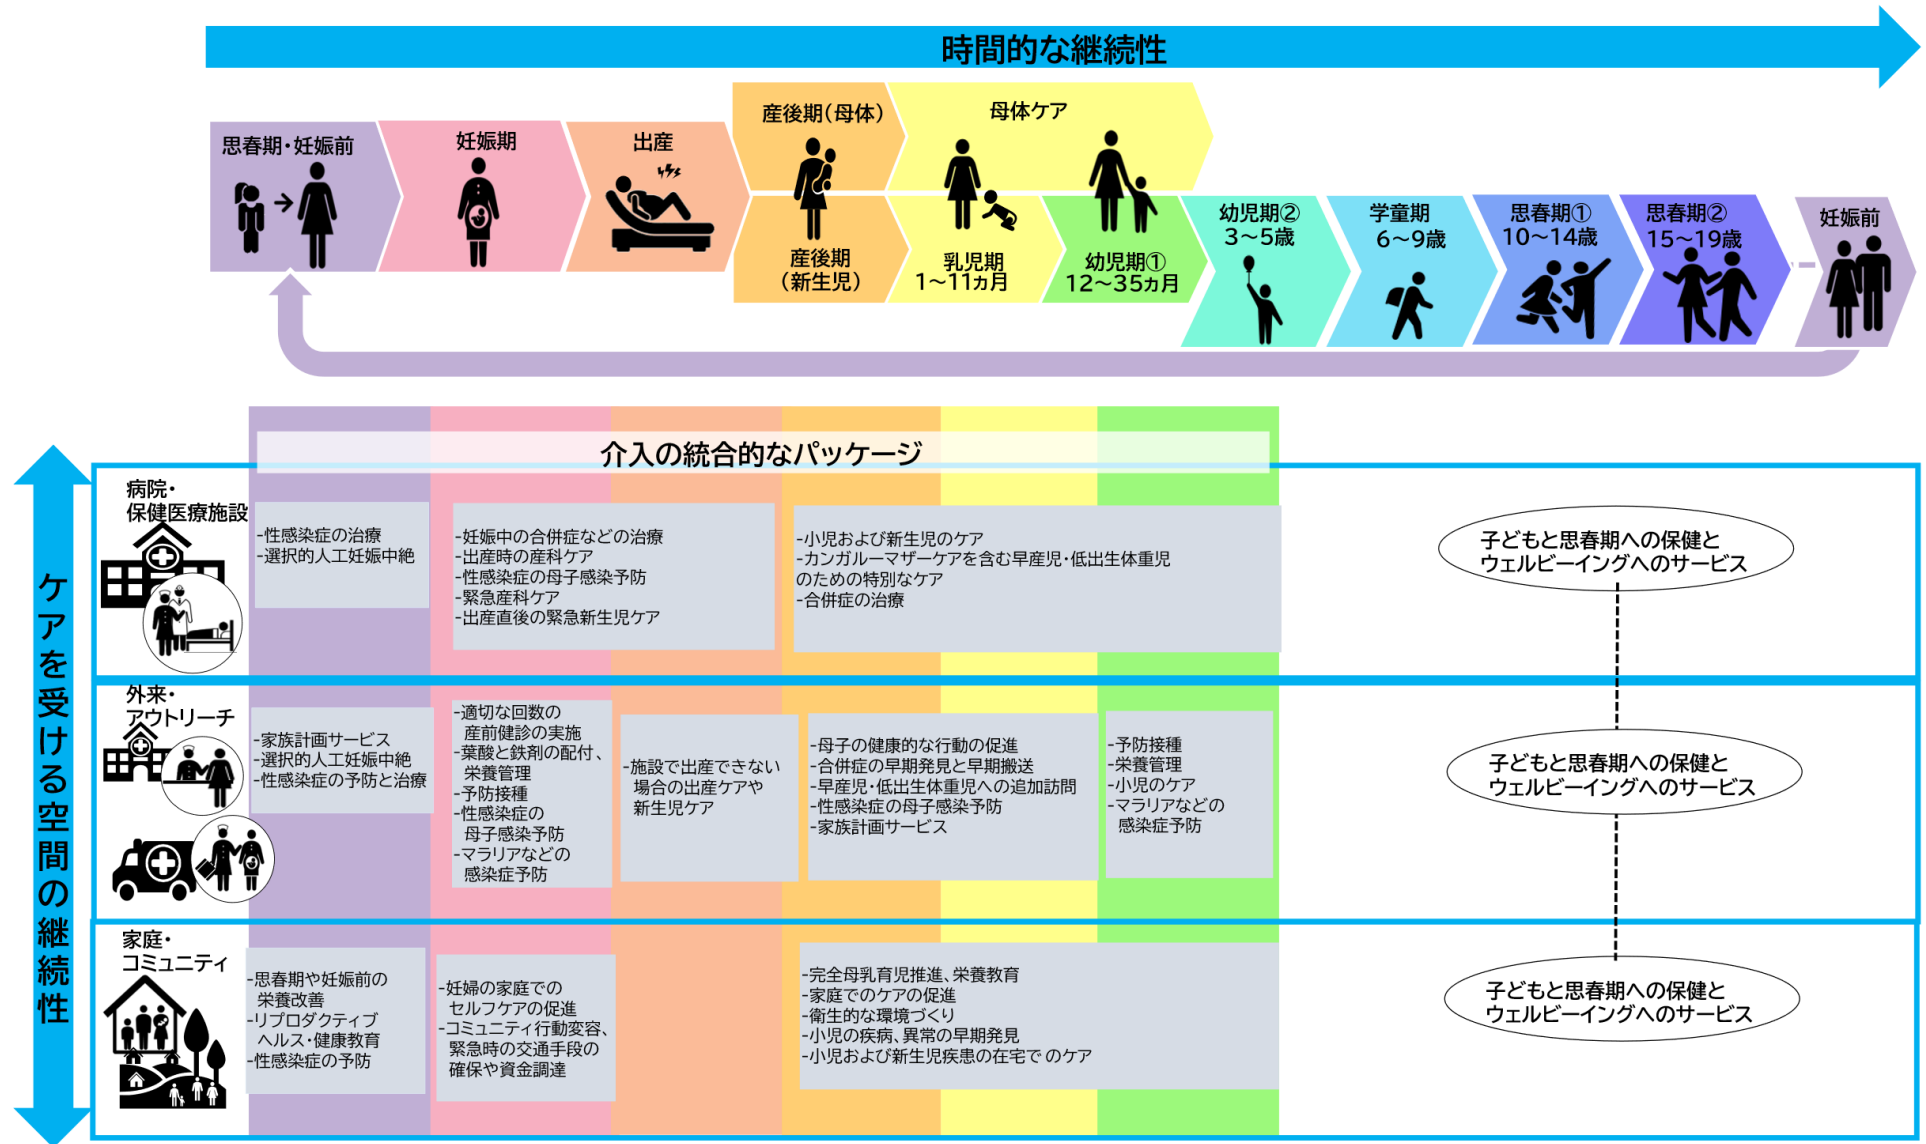 時間的な継続性
思春期・妊娠前
妊娠期
出産
産後期(母体)
母体ケア
産後期
(新生児)
乳児期
1～11ヵ月
幼児期①
12～35ヵ月
幼児期②
3～5歳
学童期
6～9歳
思春期①
10～14歳
思春期②
15～19歳
妊娠前
介入の統合的なパッケージ
ケアを受ける空間の継続性
病院・
保健医療施設
-性感染症の治療
-選択的人工妊娠中絶
-妊娠中の合併症などの治療
-出産時の産科ケア
-性感染症の母子感染予防
-緊急産科ケア
-出産直後の緊急新生児ケア
-小児および新生児のケア
-カンガルーマザーケアを含む早産児・低出生体重児
のための特別なケア
-合併症の治療
子どもと思春期への保健と
ウェルビーイングへのサービス
外来・
アウトリーチ
-家族計画サービス
-選択的人工妊娠中絶
-性感染症の予防と治療
-適切な回数の
産前健診の実施
-葉酸と鉄剤の配付、
栄養管理
-予防接種
-性感染症の
母子感染予防
-マラリアなどの
感染症予防
-施設で出産できない
場合の出産ケアや
新生児ケア
-母子の健康的な行動の促進
-合併症の早期発見と早期搬送
-早産児・低出生体重児への追加訪問
-性感染症の母子感染予防
-家族計画サービス
-予防接種
-栄養管理
-小児のケア
-マラリアなどの
感染症予防
子どもと思春期への保健と
ウェルビーイングへのサービス
家庭・
コミュニティ
-思春期や妊娠前の
栄養改善
-リプロダクティブ
ヘルス・健康教育
-性感染症の予防
-妊婦の家庭での
セルフケアの促進
-コミュニティ行動変容、
緊急時の交通手段の
確保や資金調達
-完全母乳育児推進、栄養教育
-家庭でのケアの促進
-衛生的な環境づくり
-小児の疾病、異常の早期発見
-小児および新生児疾患の在宅でのケア
子どもと思春期への保健と
ウェルビーイングへのサービス